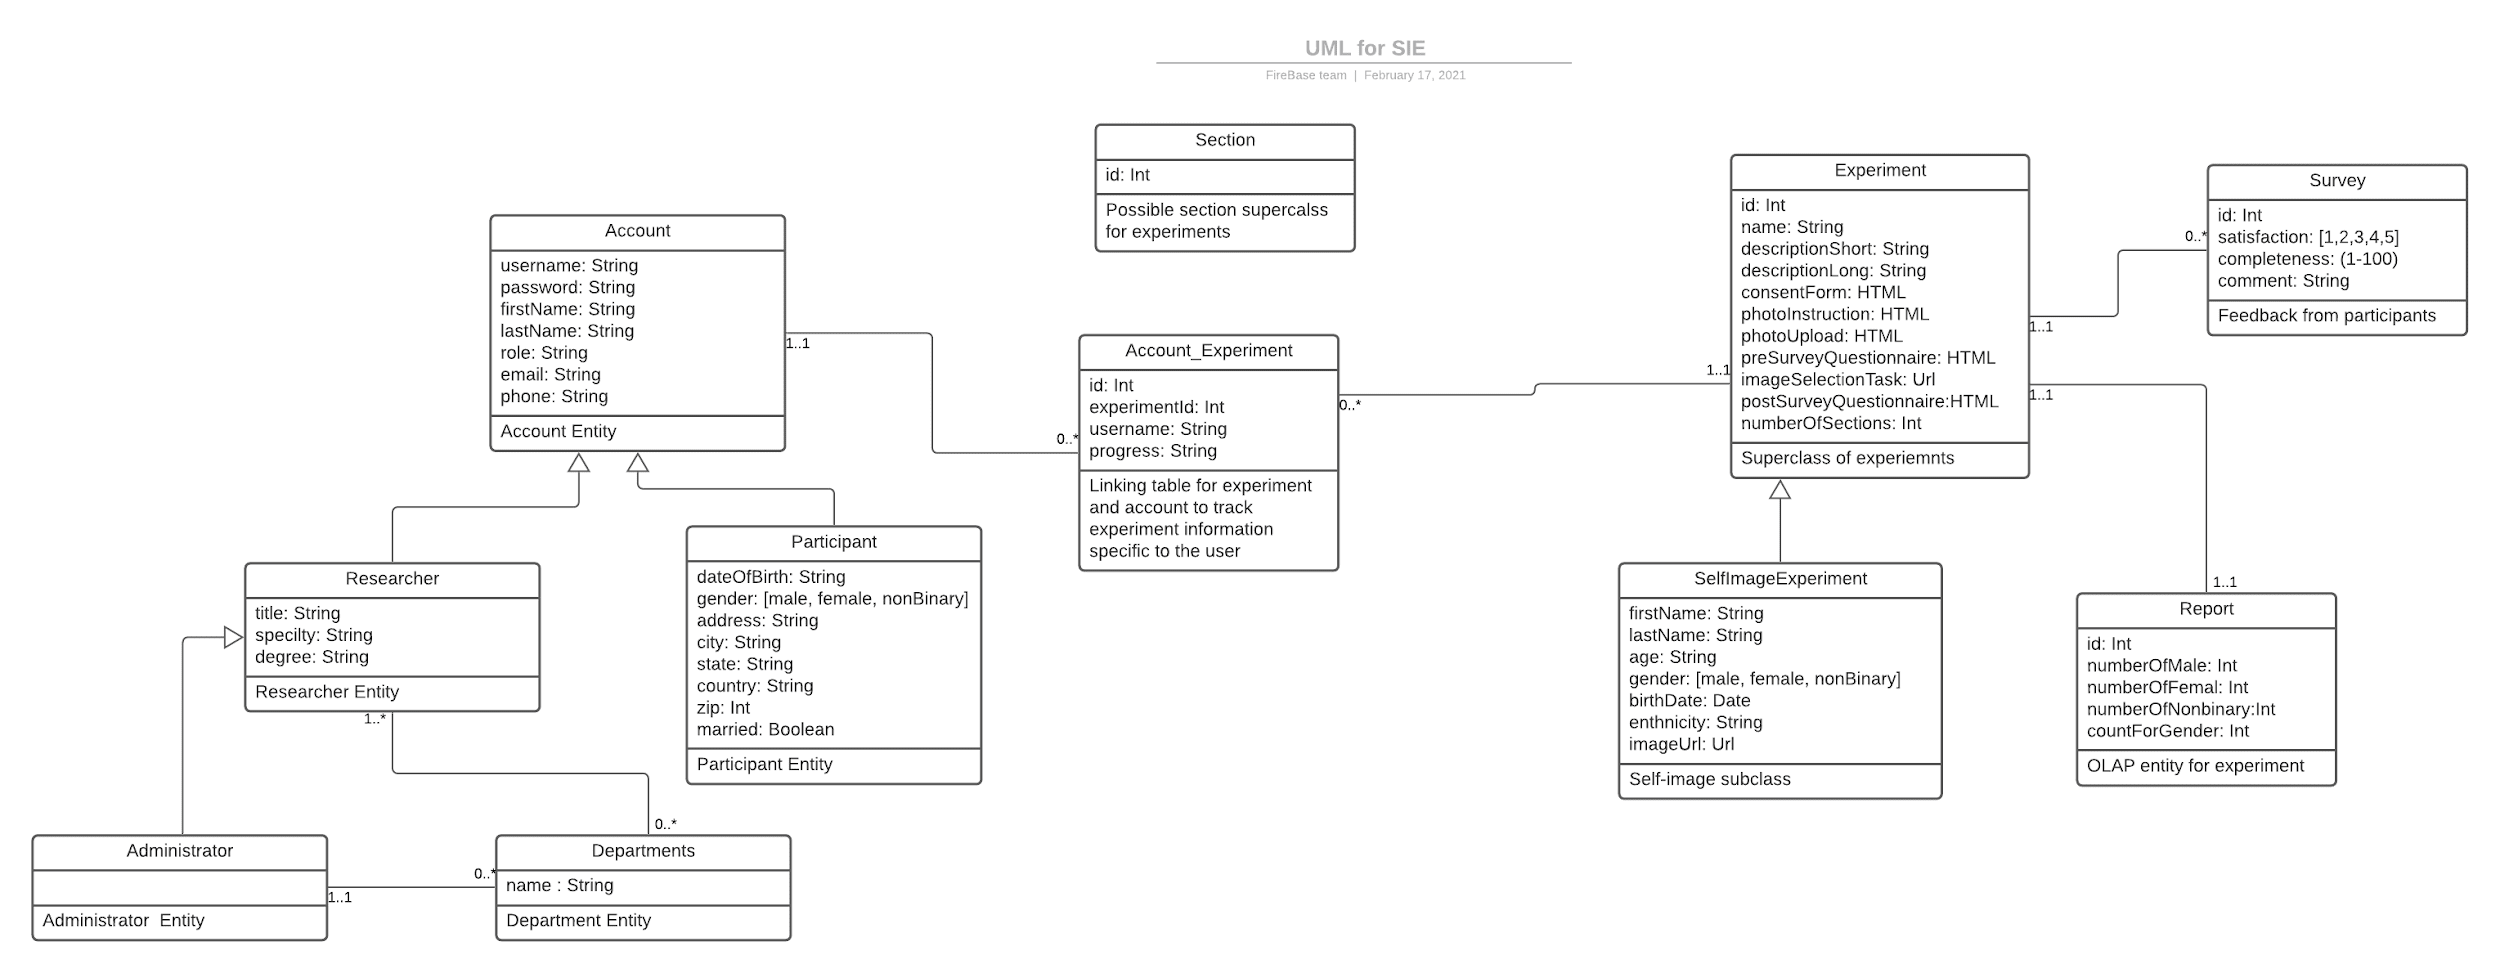 UML for SIE
FireBase team | February 17, 2021
Section
id: Int
Possible section supercalss
for experiments
Account
username: String
password: String
firstName: String
lastName: String
role: String
email: String
phone: String
Account Entity
1..1
0..*
Account_Experiment
id: Int
experimentId: Int
username: String
progress: String
Linking table for experiment
and account to track
experiment information
specific to the user
0..*
1..1
Experiment
id: Int
name: String
descriptionShort: String
descriptionLong: String
consentForm: HTML
photoInstruction: HTML
photoUpload: HTML
preSurveyQuestionnaire: HTML
imageSelectionTask: Url
postSurveyQuestionnaire:HTML
numberOfSections: Int
Superclass of experiemnts
1..1
0..*
Survey
id: Int
satisfaction: [1,2,3,4,5]
completeness: (1-100)
comment: String
Feedback from participants
1..1
1..1
Researcher
title: String
specilty: String
degree: String
Researcher Entity
1..*
Participant
dateOfBirth: String
gender: [male, female, nonBinary]
address: String
city: String
state: String
country: String
zip: Int
married: Boolean
Participant Entity
SelfImageExperiment
firstName: String
lastName: String
age: String
gender: [male, female, nonBinary]
birthDate: Date
enthnicity: String
imageUrl: Url
Self-image subclass
Report
id: Int
numberOfMale: Int
numberOfFemal: Int
numberOfNonbinary:Int
countForGender: Int
OLAP entity for experiment
Administrator
Administrator  Entity
1..1
0..*
0..*
Departments
name : String
Department Entity